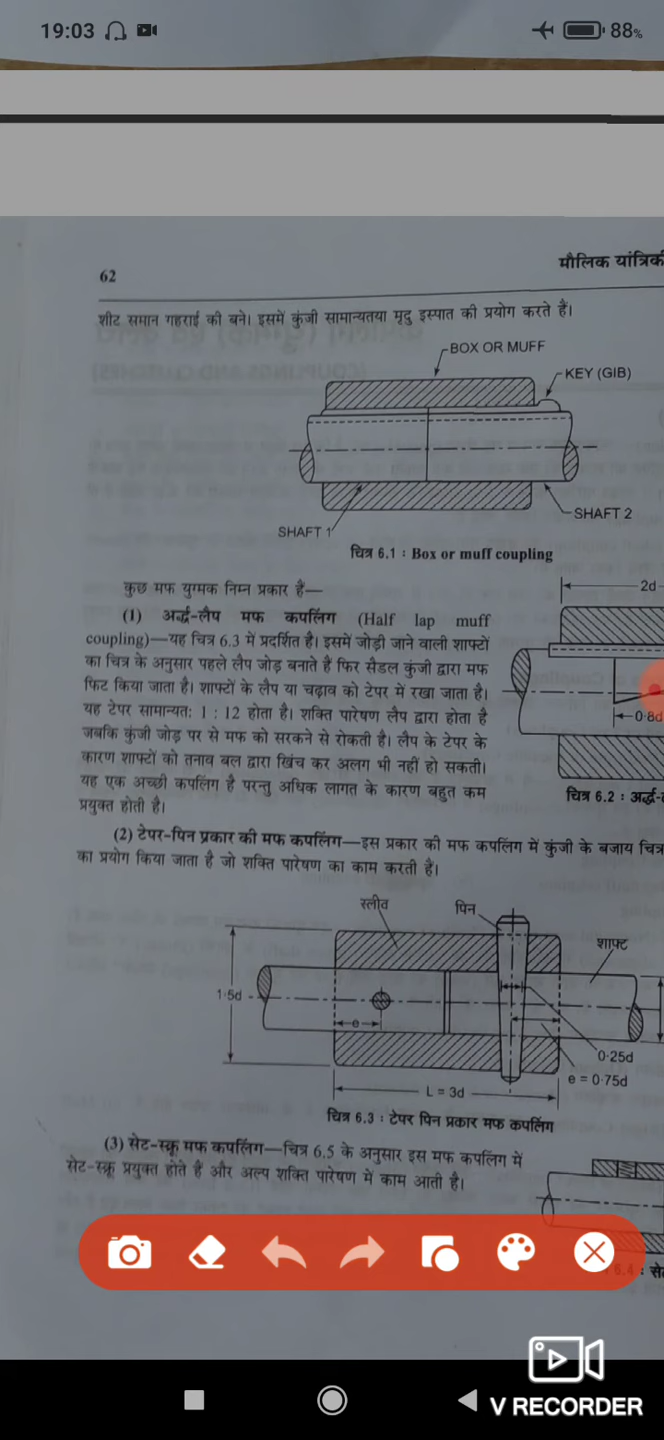 19:03
88%
62
मौलिक यांत्रिकी
शीट समान गहराई की बने। इसमें कुंजी सामान्यतया मृदु इस्पात की प्रयोग करते हैं।
BOX OR MUFF
KEY (GIB)
SHAFT 2
SHAFT 1
चित्र 6.1 : Box or muff coupling
कुछ मफ युग्मक निम्न प्रकार हैं—
2d
(1) अर्द्ध-लैप मफ कपलिंग (Half lap muff
coupling)—यह चित्र 6.3 में प्रदर्शित है। इसमें जोड़ी जाने वाली शाफ्टों
का चित्र के अनुसार पहले लैप जोड़ बनाते हैं फिर सैडल कुंजी द्वारा मफ
फिट किया जाता है। शाफ्टों के लैप या चढ़ाव को टेपर में रखा जाता है।
यह टेपर सामान्यत: 1 : 12 होता है। शक्ति पारेषण लैप द्वारा होता है
0·8d
जबकि कुंजी जोड़ पर से मफ को सरकने से रोकती है। लैप के टेपर के
कारण शाफ्टों को तनाव बल द्वारा खिंच कर अलग भी नहीं हो सकती।
यह एक अच्छी कपलिंग है परन्तु अधिक लागत के कारण बहुत कम
प्रयुक्त होती है।
चित्र 6.2 : अर्द्ध-
(2) टेपर-पिन प्रकार की मफ कपलिंग—इस प्रकार की मफ कपलिंग में कुंजी के बजाय चित्र
का प्रयोग किया जाता है जो शक्ति पारेषण का काम करती है।
स्लीव
पिन
शाफ्ट
1·5d
e
0·25d
e = 0·75d
L = 3d
चित्र 6.3 : टेपर पिन प्रकार मफ कपलिंग
(3) सेट-स्क्रू मफ कपलिंग—चित्र 6.5 के अनुसार इस मफ कपलिंग में
सेट-स्क्रू प्रयुक्त होते हैं और अल्प शक्ति पारेषण में काम आती है।
6.4 : से
V RECORDER